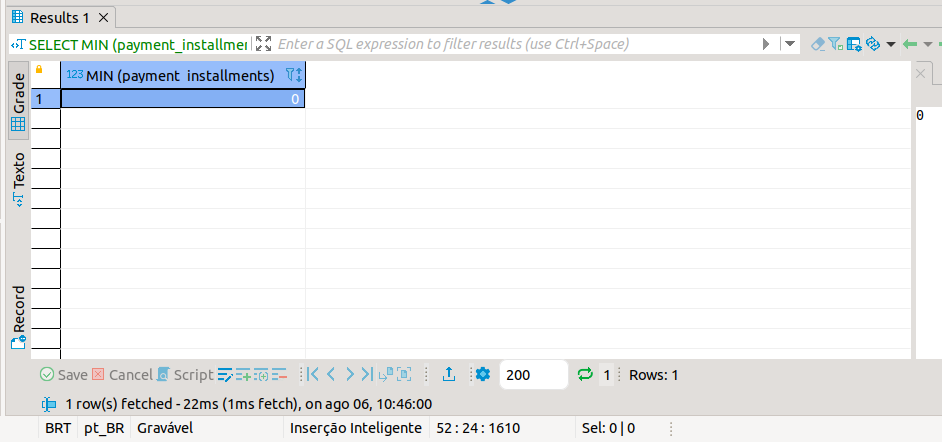 Results 1
SELECT MIN (payment_installmer
Enter a SQL expression to filter results (use Ctrl+Space)
Grade
Texto
Record
123 MIN (payment_installments)
1
0
0
Save Cancel Script 200 1 Rows: 1
1 row(s) fetched - 22ms (1ms fetch), on ago 06, 10:46:00
BRT pt_BR Gravável Inserção Inteligente 52 : 24 : 1610 Sel: 0 | 0